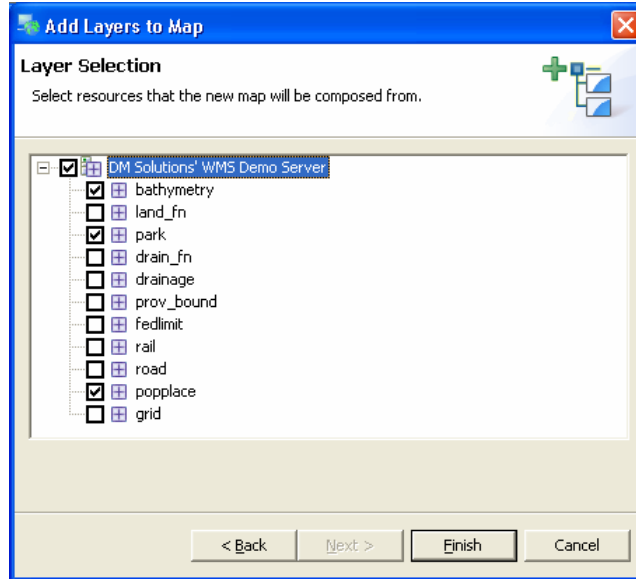 Add Layers to Map
Layer Selection
Select resources that the new map will be composed from.
DM Solutions' WMS Demo Server
bathymetry
land_fn
park
drain_fn
drainage
prov_bound
fedlimit
rail
road
popplace
grid
< Back Next > Finish Cancel